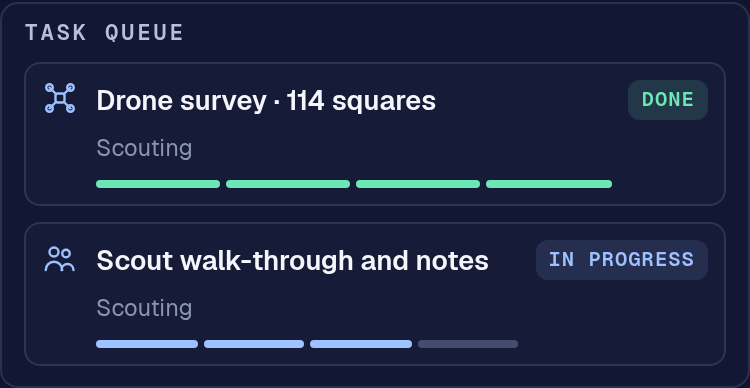 TASK QUEUE
Drone survey · 114 squares
DONE
Scouting
Scout walk-through and notes
IN PROGRESS
Scouting